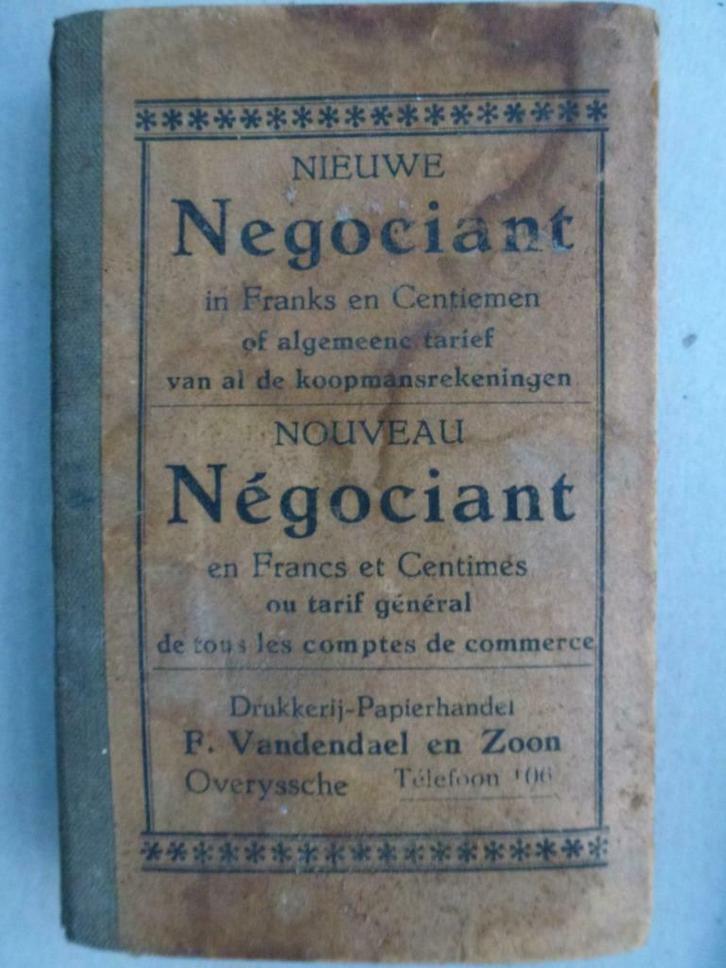 NIEUWE
Negociant
in Franks en Centiemen
of algemeene tarief
van al de koopmansrekeningen
NOUVEAU
Négociant
en Francs et Centimes
ou tarif général
de tous les comptes de commerce
Drukkerij-Papierhandel
F. Vandendael en Zoon
Overyssche Télefoon